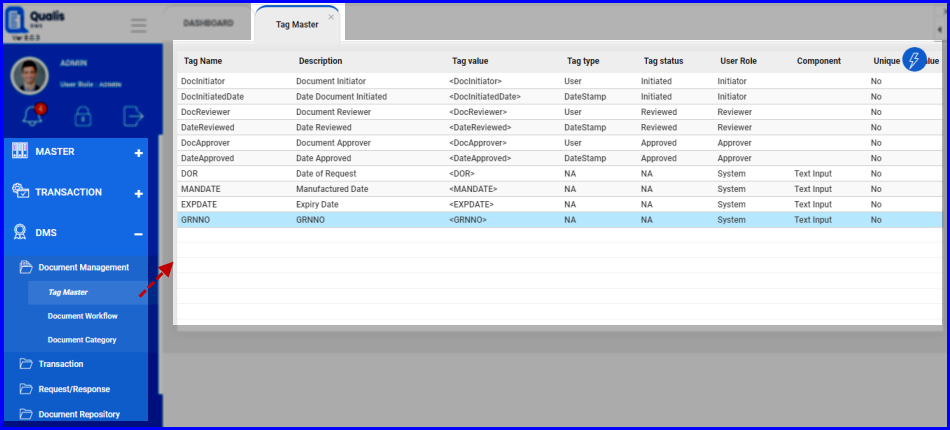 Qualis
DMS
Ver 9.0.3
DASHBOARD
Tag Master
ADMIN
User Role : ADMIN
4
MASTER
TRANSACTION
DMS
Document Management
Tag Master
Document Workflow
Document Category
Transaction
Request/Response
Document Repository
Tag Name Description Tag value Tag type Tag status User Role Component Unique alue
DocInitiator Document Initiator <DocInitiator> User Initiated Initiator No
DocInitiatedDate Date Document Initiated <DocInitiatedDate> DateStamp Initiated Initiator No
DocReviewer Document Reviewer <DocReviewer> User Reviewed Reviewer No
DateReviewed Date Reviewed <DateReviewed> DateStamp Reviewed Reviewer No
DocApprover Document Approver <DocApprover> User Approved Approver No
DateApproved Date Approved <DateApproved> DateStamp Approved Approver No
DOR Date of Request <DOR> NA NA System Text Input No
MANDATE Manufactured Date <MANDATE> NA NA System Text Input No
EXPDATE Expiry Date <EXPDATE> NA NA System Text Input No
GRNNO GRNNO <GRNNO> NA NA System Text Input No